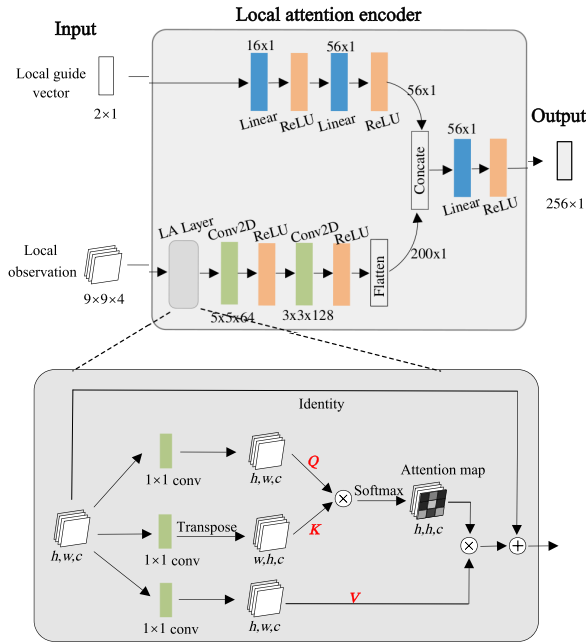 Local attention encoder
Input
Local guide
vector
2×1
16x1
56x1
Linear
ReLU
Linear
ReLU
56x1
Concate
56x1
Linear
ReLU
Output
256×1
Local
observation
9×9×4
LA Layer
Conv2D
ReLU
Conv2D
ReLU
5x5x64
3x3x128
Flatten
200x1
Identity
h,w,c
1×1 conv
h,w,c
Q
Transpose
1×1 conv
w,h,c
K
Softmax
Attention map
h,h,c
1×1 conv
h,w,c
V